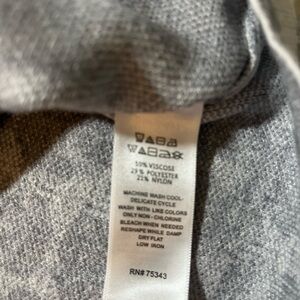 50% VISCOSE
29% POLYESTER
21% NYLON
MACHINE WASH COOL-
DELICATE CYCLE
WASH WITH LIKE COLORS
ONLY NON - CHLORINE
BLEACH WHEN NEEDED
RESHAPE WHILE DAMP
DRY FLAT
LOW IRON
RN# 75343